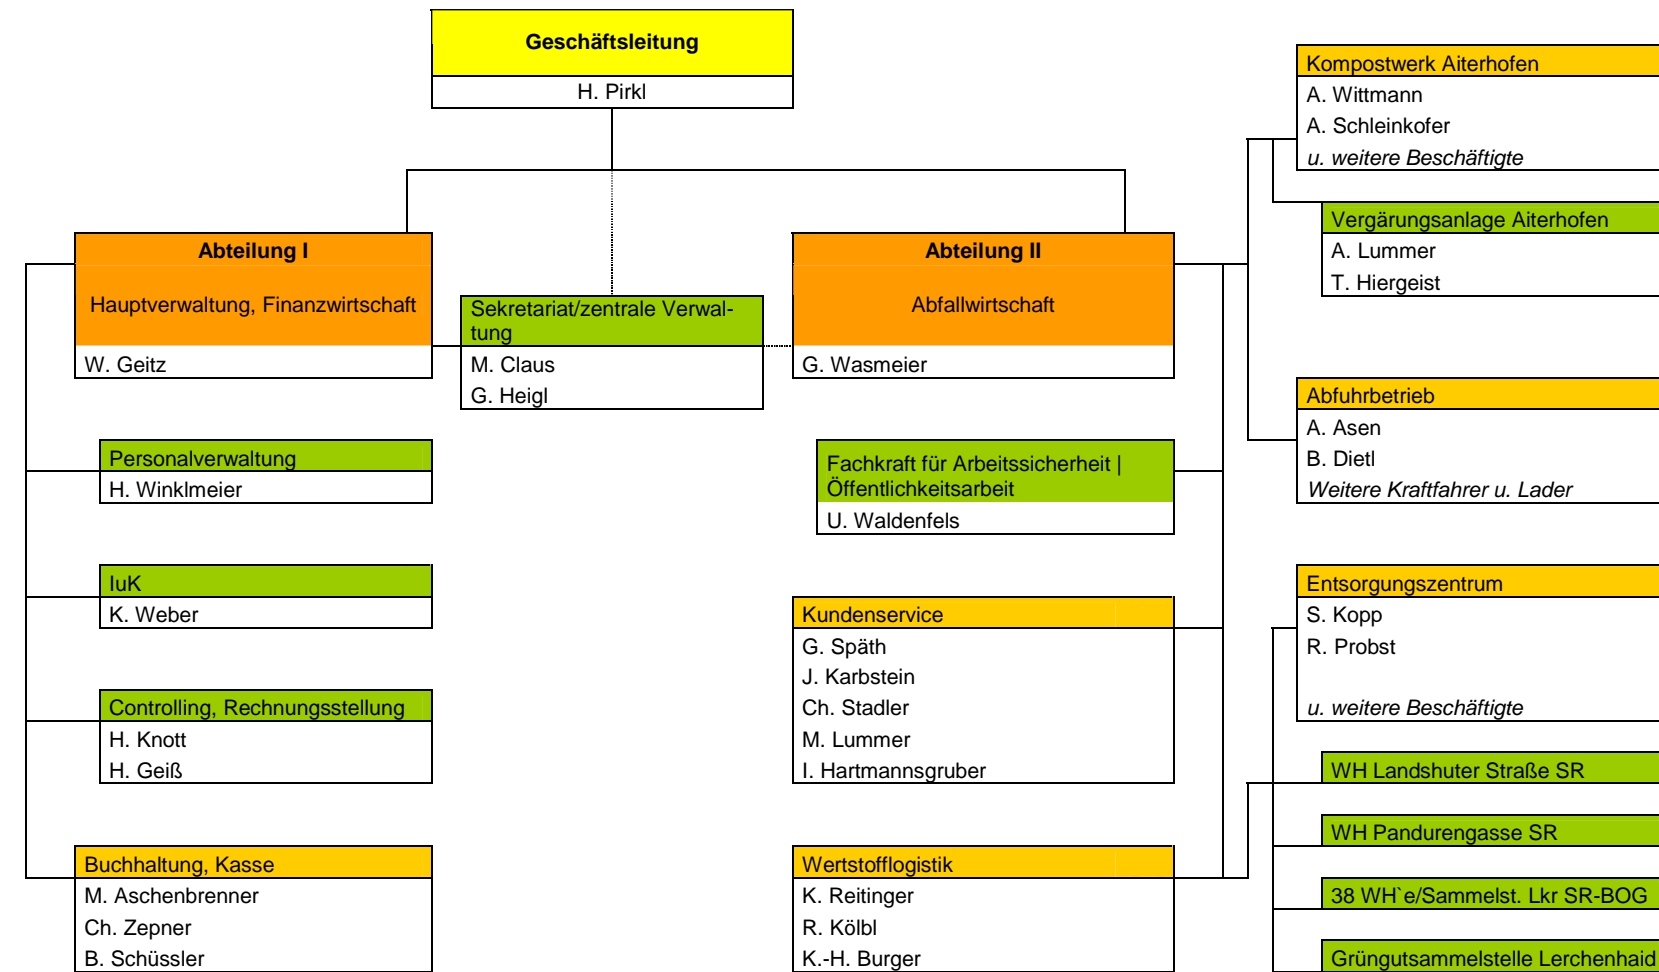 Geschäftsleitung
H. Pirkl
Abteilung I
Hauptverwaltung, Finanzwirtschaft
W. Geitz
Sekretariat/zentrale Verwal-
tung
M. Claus
G. Heigl
Abteilung II
Abfallwirtschaft
G. Wasmeier
Personalverwaltung
H. Winklmeier
IuK
K. Weber
Controlling, Rechnungsstellung
H. Knott
H. Geiß
Buchhaltung, Kasse
M. Aschenbrenner
Ch. Zepner
B. Schüssler
Fachkraft für Arbeitssicherheit |
Öffentlichkeitsarbeit
U. Waldenfels
Kundenservice
G. Späth
J. Karbstein
Ch. Stadler
M. Lummer
I. Hartmannsgruber
Wertstofflogistik
K. Reitinger
R. Kölbl
K.-H. Burger
Kompostwerk Aiterhofen
A. Wittmann
A. Schleinkofer
u. weitere Beschäftigte
Vergärungsanlage Aiterhofen
A. Lummer
T. Hiergeist
Abfuhrbetrieb
A. Asen
B. Dietl
Weitere Kraftfahrer u. Lader
Entsorgungszentrum
S. Kopp
R. Probst
u. weitere Beschäftigte
WH Landshuter Straße SR
WH Pandurengasse SR
38 WH`e/Sammelst. Lkr SR-BOG
Grüngutsammelstelle Lerchenhaid